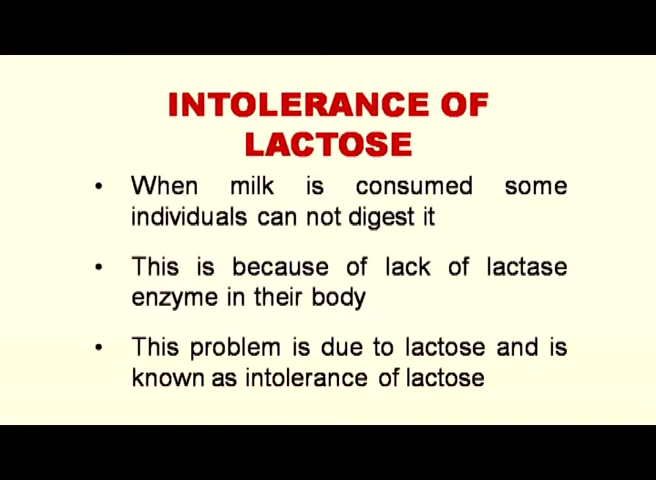 INTOLERANCE OF
LACTOSE
• When milk is consumed some
individuals can not digest it
• This is because of lack of lactase
enzyme in their body
• This problem is due to lactose and is
known as intolerance of lactose